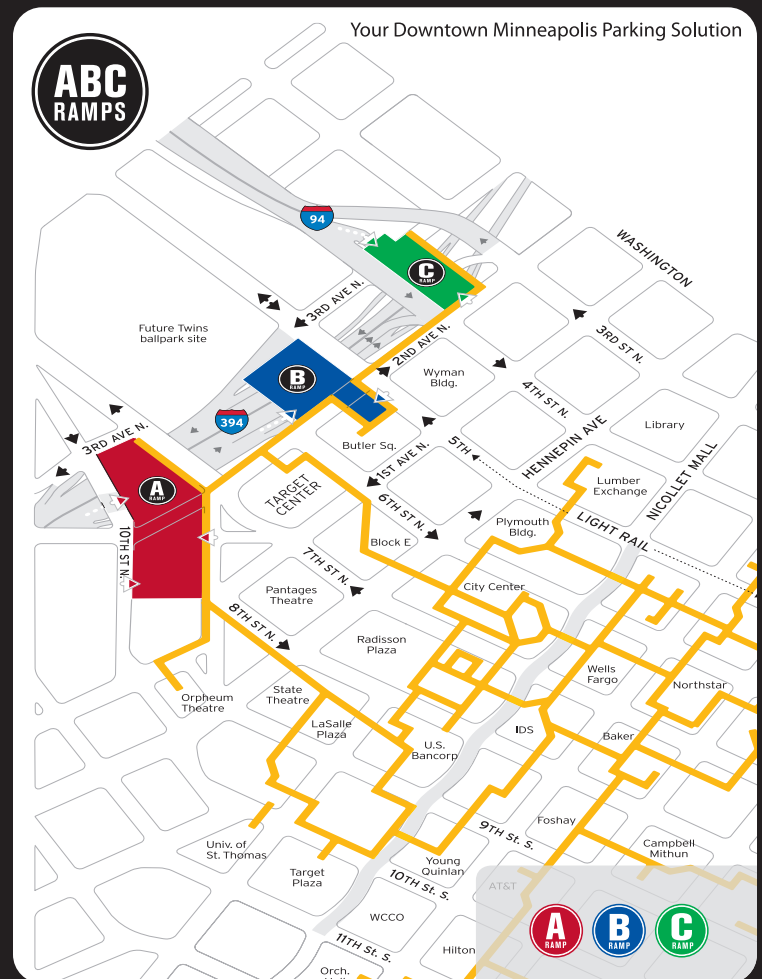 Your Downtown Minneapolis Parking Solution
ABC
RAMPS
94
WASHINGTON
C
RAMP
3RD AVE N.
3RD ST N.
Future Twins
ballpark site
2ND AVE N.
B
RAMP
Wyman
Bldg.
4TH ST N.
394
Library
3RD AVE N.
Butler Sq.
1ST AVE N.
5TH
HENNEPIN AVE
NICOLLET MALL
A
RAMP
TARGET
CENTER
Lumber
Exchange
6TH ST N.
Plymouth
Bldg.
LIGHT RAIL
10TH ST N.
Block E
7TH ST N.
City Center
Pantages
Theatre
8TH ST N.
Radisson
Plaza
Wells
Fargo
Northstar
Orpheum
Theatre
State
Theatre
LaSalle
Plaza
IDS
Baker
U.S.
Bancorp
9TH St. S.
Foshay
Univ. of
St. Thomas
Campbell
Mithun
Target
Plaza
Young
Quinlan
10TH St. S.
AT&T
WCCO
11TH St. S.
Hilton
Orch.
A
RAMP
B
RAMP
C
RAMP